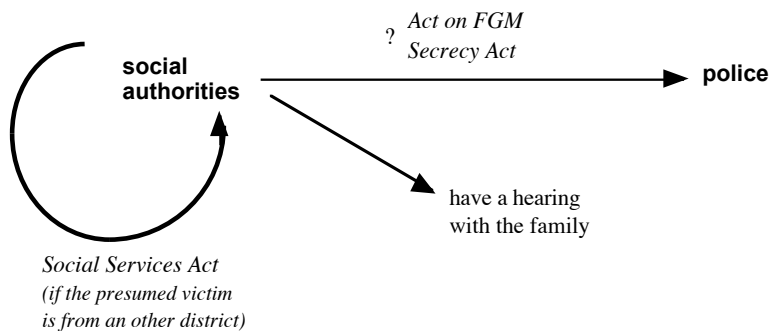 ? Act on FGM
Secrecy Act
social
authorities
police
have a hearing
with the family
Social Services Act
(if the presumed victim
is from an other district)